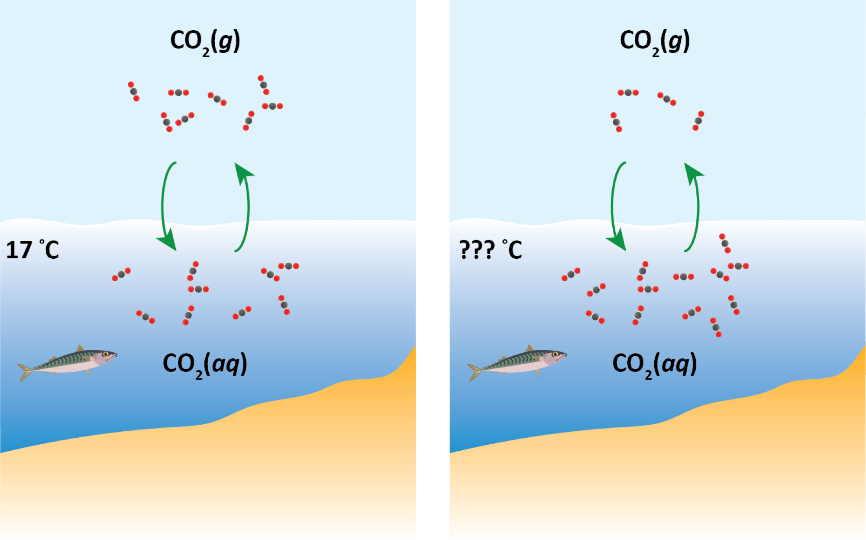 CO₂(g)
17 °C
CO₂(aq)
CO₂(g)
??? °C
CO₂(aq)